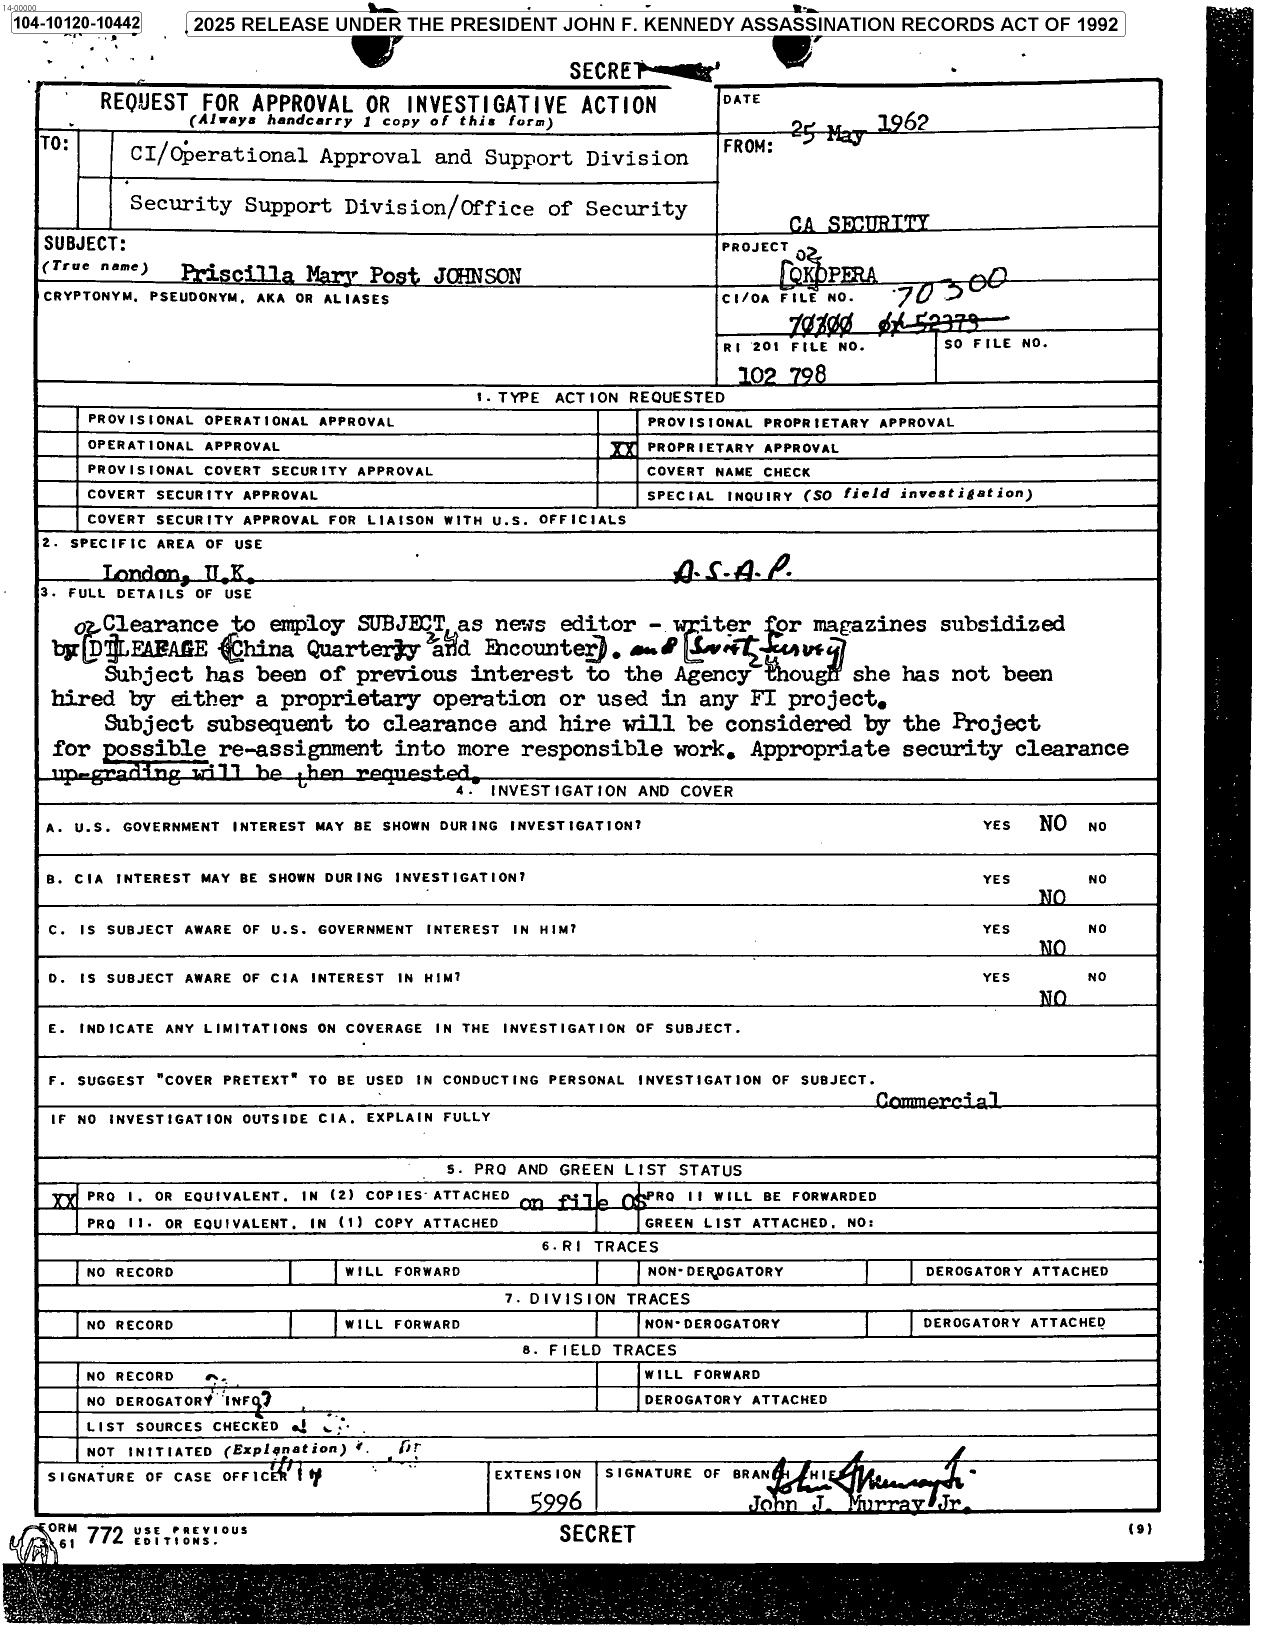 14-00000
104-10120-10442
2025 RELEASE UNDER THE PRESIDENT JOHN F. KENNEDY ASSASSINATION RECORDS ACT OF 1992
SECRET
REQUEST FOR APPROVAL OR INVESTIGATIVE ACTION
(Always handcarry 1 copy of this form)
DATE
25 May 1962
TO:
CI/Operational Approval and Support Division
Security Support Division/Office of Security
FROM:
CA SECURITY
SUBJECT:
(True name) Priscilla Mary Post JOHNSON
PROJECT 02
[QKOPERA
CRYPTONYM, PSEUDONYM, AKA OR ALIASES
CI/OA FILE NO. 70300
70300 52373
RI 201 FILE NO.
102 798
SO FILE NO.
1. TYPE ACTION REQUESTED
PROVISIONAL OPERATIONAL APPROVAL
PROVISIONAL PROPRIETARY APPROVAL
OPERATIONAL APPROVAL
XX PROPRIETARY APPROVAL
PROVISIONAL COVERT SECURITY APPROVAL
COVERT NAME CHECK
COVERT SECURITY APPROVAL
SPECIAL INQUIRY (SO field investigation)
COVERT SECURITY APPROVAL FOR LIAISON WITH U.S. OFFICIALS
2. SPECIFIC AREA OF USE
London, U.K. A.S.A.P.
3. FULL DETAILS OF USE
02 Clearance to employ SUBJECT as news editor - writer for magazines subsidized
by [DTLEAFAGE (China Quarterly 24 and Encounter). and [Soviet Survey]
24
Subject has been of previous interest to the Agency though she has not been
hired by either a proprietary operation or used in any FI project.
Subject subsequent to clearance and hire will be considered by the Project
for possible re-assignment into more responsible work. Appropriate security clearance
up-grading will be then requested.
4. INVESTIGATION AND COVER
A. U.S. GOVERNMENT INTEREST MAY BE SHOWN DURING INVESTIGATION? YES NO NO
B. CIA INTEREST MAY BE SHOWN DURING INVESTIGATION? YES NO
NO
C. IS SUBJECT AWARE OF U.S. GOVERNMENT INTEREST IN HIM? YES NO
NO
D. IS SUBJECT AWARE OF CIA INTEREST IN HIM? YES NO
NO
E. INDICATE ANY LIMITATIONS ON COVERAGE IN THE INVESTIGATION OF SUBJECT.
F. SUGGEST "COVER PRETEXT" TO BE USED IN CONDUCTING PERSONAL INVESTIGATION OF SUBJECT.
Commercial
IF NO INVESTIGATION OUTSIDE CIA, EXPLAIN FULLY
5. PRQ AND GREEN LIST STATUS
XX PRQ I, OR EQUIVALENT, IN (2) COPIES ATTACHED on file OS
PRQ II WILL BE FORWARDED
PRQ II, OR EQUIVALENT, IN (1) COPY ATTACHED
GREEN LIST ATTACHED, NO:
6. RI TRACES
NO RECORD WILL FORWARD NON-DEROGATORY DEROGATORY ATTACHED
7. DIVISION TRACES
NO RECORD WILL FORWARD NON-DEROGATORY DEROGATORY ATTACHED
8. FIELD TRACES
NO RECORD
WILL FORWARD
NO DEROGATORY INFO
DEROGATORY ATTACHED
LIST SOURCES CHECKED
NOT INITIATED (Explanation)
SIGNATURE OF CASE OFFICER
EXTENSION
5996
SIGNATURE OF BRANCH CHIEF
John J. Murray Jr.
FORM 772 USE PREVIOUS EDITIONS.
61
SECRET
(9)